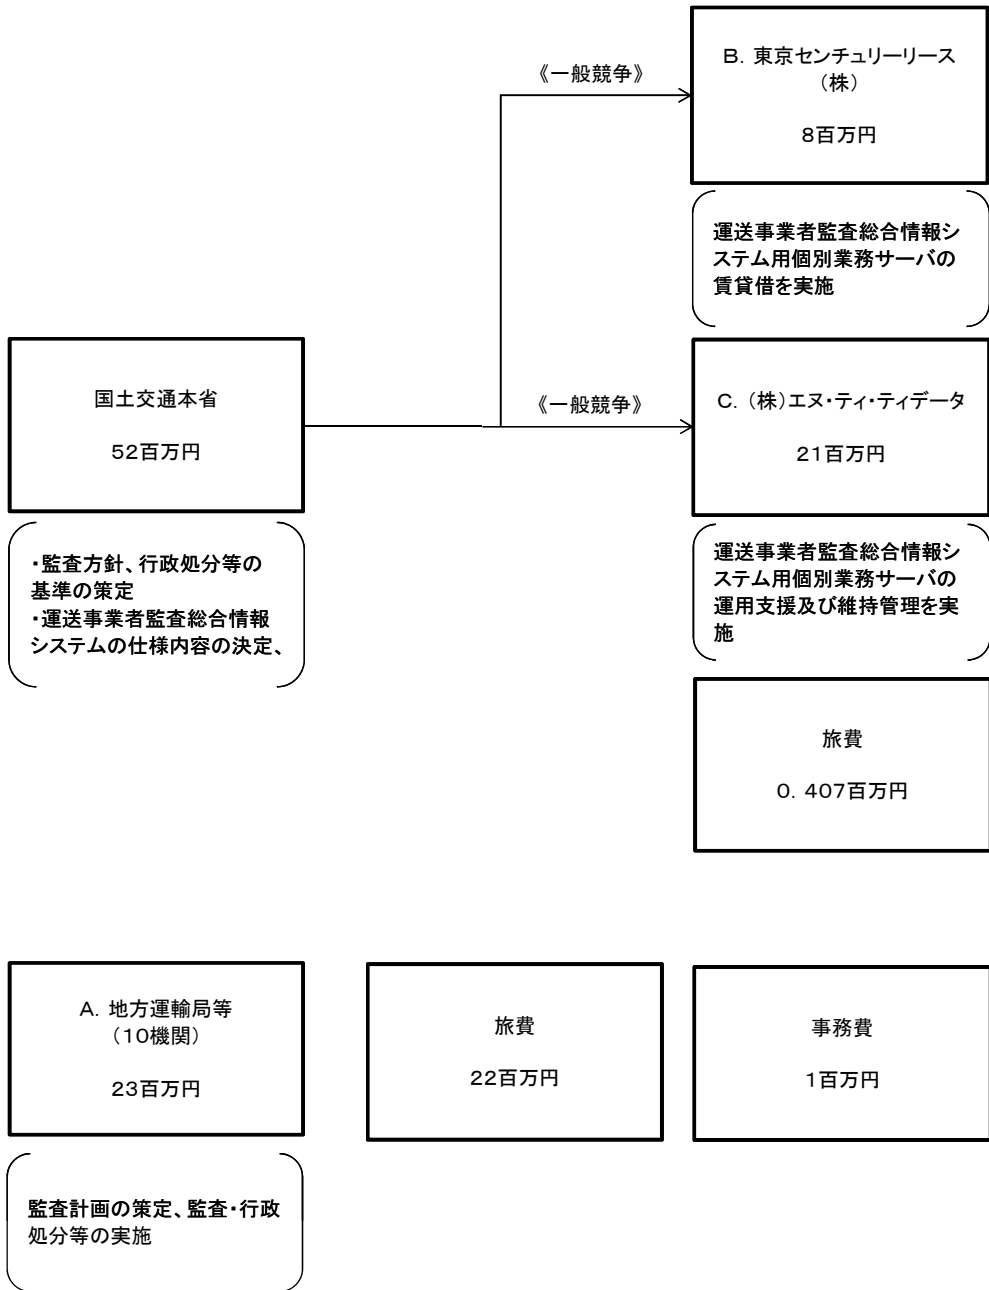 《一般競争》
B. 東京センチュリーリース
(株)
8百万円
運送事業者監査総合情報シ
ステム用個別業務サーバの
賃貸借を実施
国土交通本省
52百万円
・監査方針、行政処分等の
基準の策定
・運送事業者監査総合情報
システムの仕様内容の決定、
《一般競争》
C. (株)エヌ・ティ・ティデータ
21百万円
運送事業者監査総合情報シ
ステム用個別業務サーバの
運用支援及び維持管理を実
施
旅費
0. 407百万円
A. 地方運輸局等
(10機関)
23百万円
旅費
22百万円
事務費
1百万円
監査計画の策定、監査・行政
処分等の実施